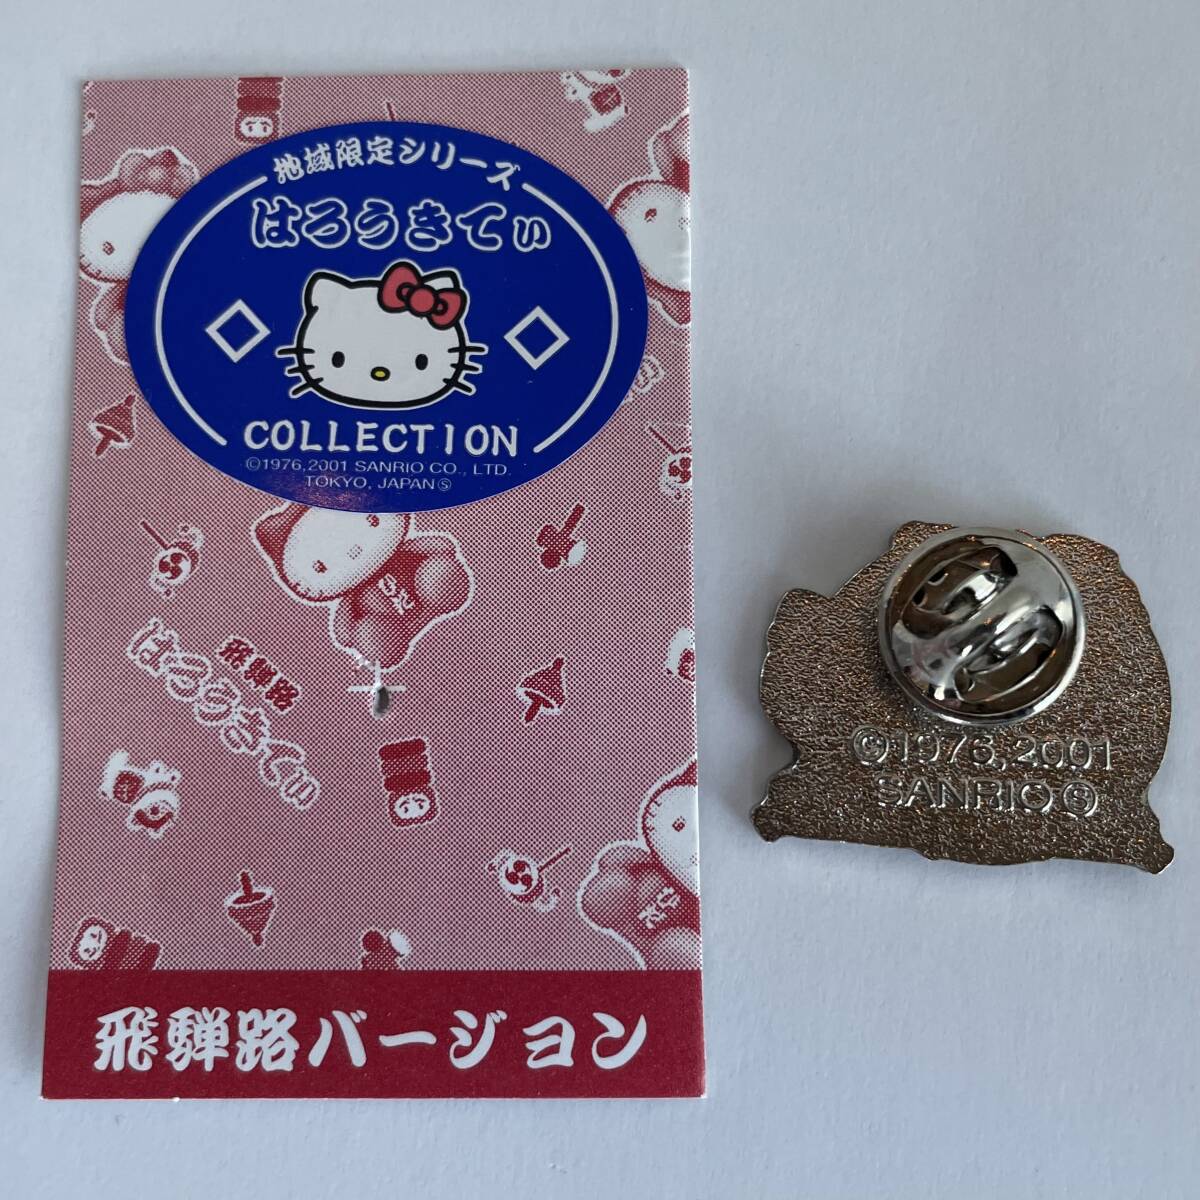 地域限定シリーズ
はろうきてぃ
COLLECTION
©1976,2001 SANRIO CO., LTD.
TOKYO, JAPANⓈ
飛騨路
はろうきてぃ
飛騨路バージョン
©1976,2001
SANRIOⓈ